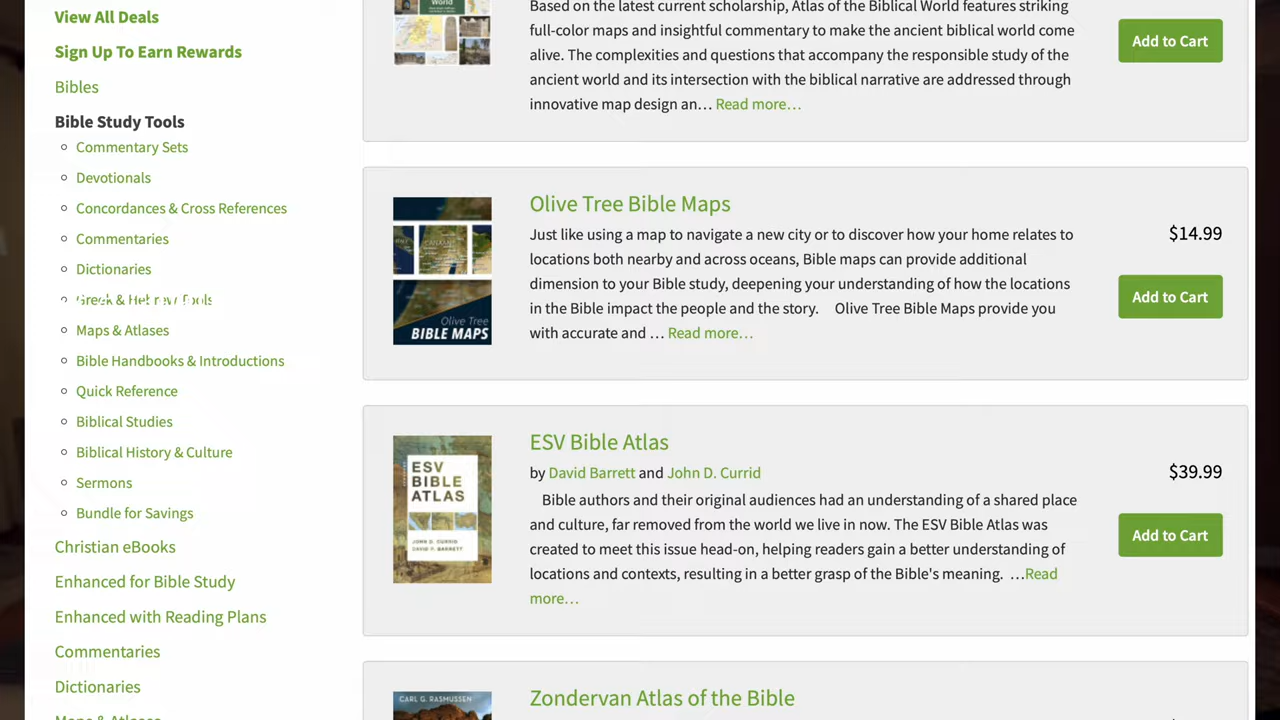 View All Deals
Sign Up To Earn Rewards
Bibles
Bible Study Tools
Commentary Sets
Devotionals
Concordances & Cross References
Commentaries
Dictionaries
Greek & Hebrew Tools
Maps & Atlases
Bible Handbooks & Introductions
Quick Reference
Biblical Studies
Biblical History & Culture
Sermons
Bundle for Savings
Christian eBooks
Enhanced for Bible Study
Enhanced with Reading Plans
Commentaries
Dictionaries
Maps & Atlases
World
Based on the latest current scholarship, Atlas of the Biblical World features striking
full-color maps and insightful commentary to make the ancient biblical world come
alive. The complexities and questions that accompany the responsible study of the
ancient world and its intersection with the biblical narrative are addressed through
innovative map design an… Read more…
Add to Cart
Olive Tree
BIBLE MAPS
Olive Tree Bible Maps
Just like using a map to navigate a new city or to discover how your home relates to
locations both nearby and across oceans, Bible maps can provide additional
dimension to your Bible study, deepening your understanding of how the locations
in the Bible impact the people and the story. Olive Tree Bible Maps provide you
with accurate and … Read more…
$14.99
Add to Cart
ESV
BIBLE
ATLAS
JOHN D. CURRID
DAVID P. BARRETT
ESV Bible Atlas
by David Barrett and John D. Currid
Bible authors and their original audiences had an understanding of a shared place
and culture, far removed from the world we live in now. The ESV Bible Atlas was
created to meet this issue head-on, helping readers gain a better understanding of
locations and contexts, resulting in a better grasp of the Bible's meaning. …Read
more…
$39.99
Add to Cart
CARL G. RASMUSSEN
Zondervan Atlas of the Bible